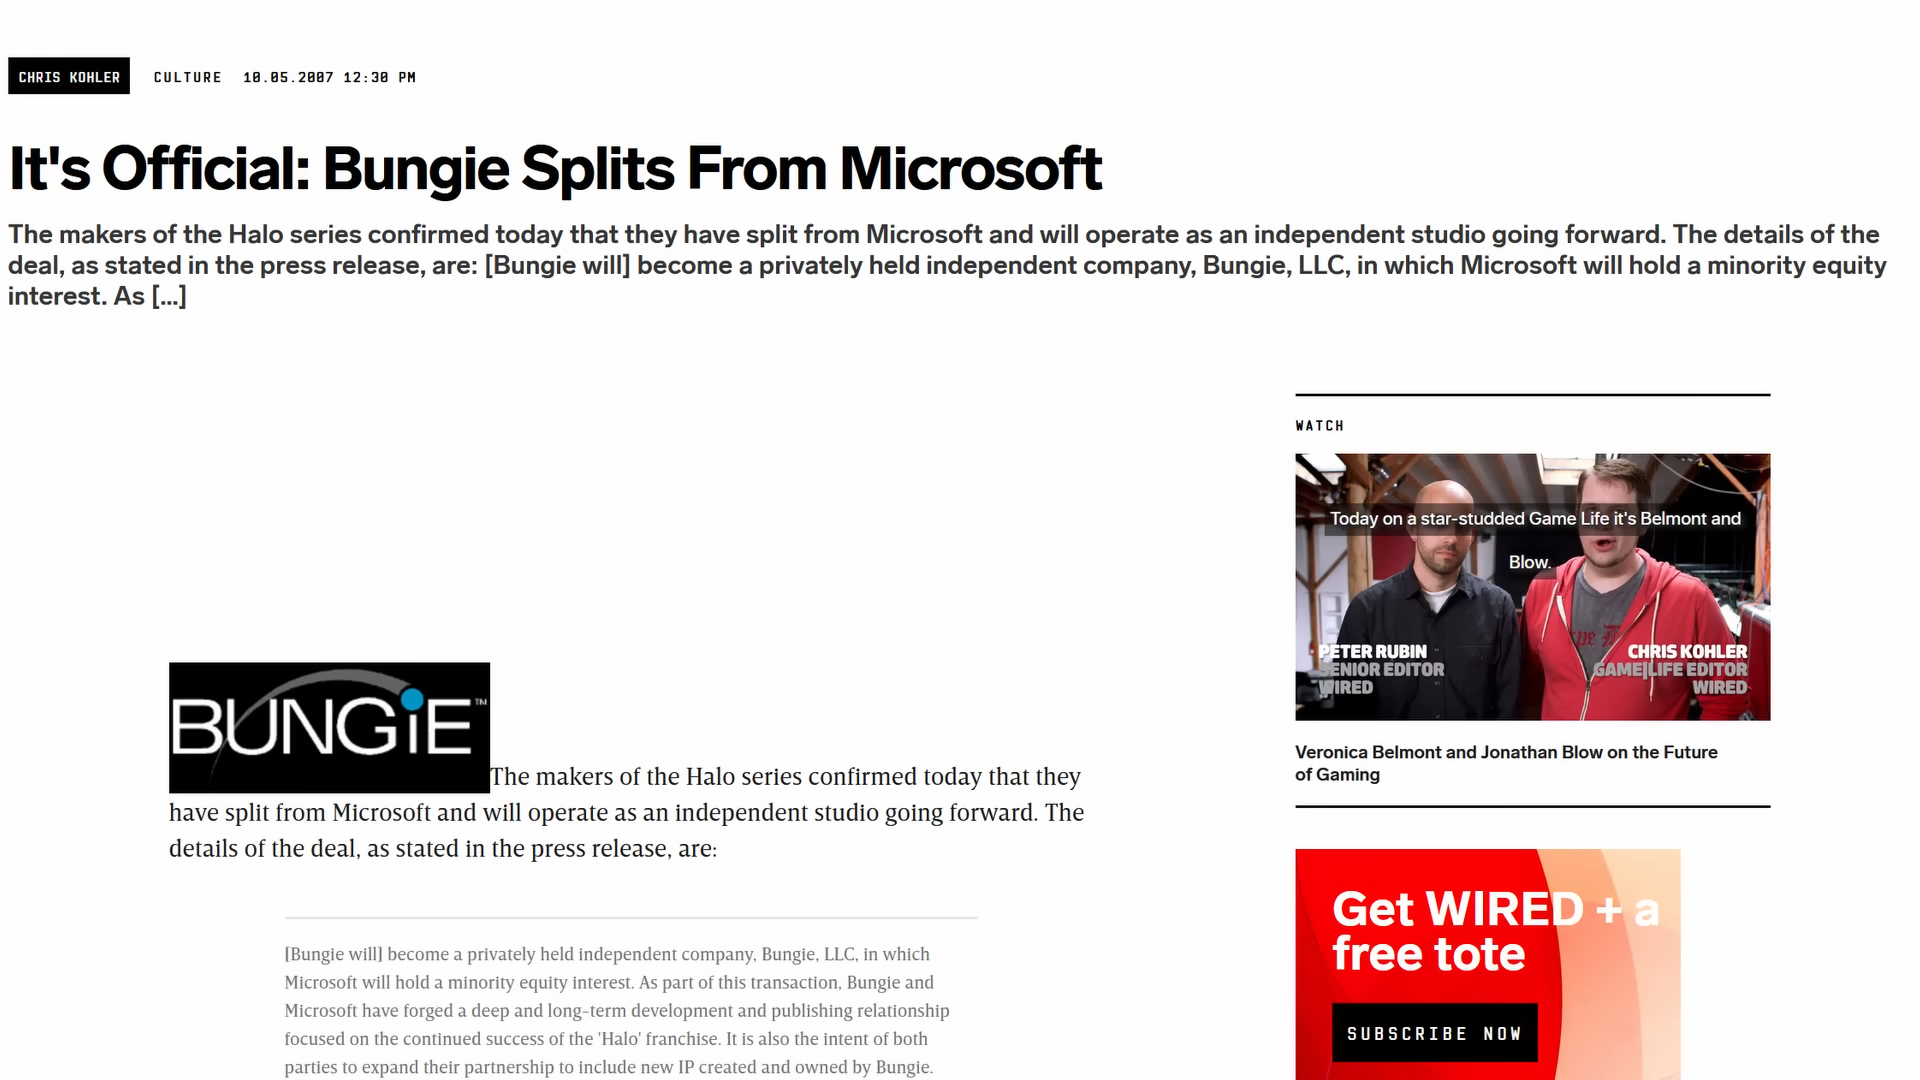 CHRIS KOHLER CULTURE 10.05.2007 12:30 PM
It's Official: Bungie Splits From Microsoft
The makers of the Halo series confirmed today that they have split from Microsoft and will operate as an independent studio going forward. The details of the
deal, as stated in the press release, are: [Bungie will] become a privately held independent company, Bungie, LLC, in which Microsoft will hold a minority equity
interest. As [...]
BUNGiE™
The makers of the Halo series confirmed today that they
have split from Microsoft and will operate as an independent studio going forward. The
details of the deal, as stated in the press release, are:
[Bungie will] become a privately held independent company, Bungie, LLC, in which
Microsoft will hold a minority equity interest. As part of this transaction, Bungie and
Microsoft have forged a deep and long-term development and publishing relationship
focused on the continued success of the 'Halo' franchise. It is also the intent of both
parties to expand their partnership to include new IP created and owned by Bungie.
WATCH
Today on a star-studded Game Life it's Belmont and
Blow.
PETER RUBIN
SENIOR EDITOR
WIRED
CHRIS KOHLER
GAME|LIFE EDITOR
WIRED
Veronica Belmont and Jonathan Blow on the Future
of Gaming
Get WIRED + a
free tote
SUBSCRIBE NOW